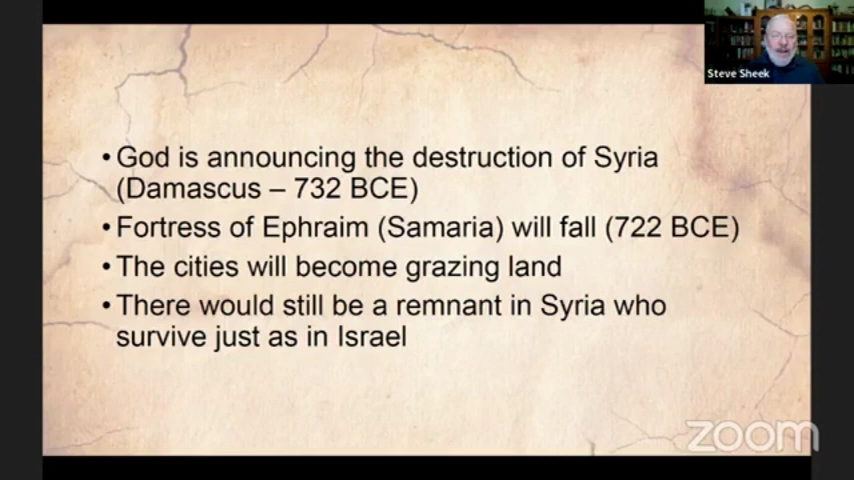 Steve Sheek
• God is announcing the destruction of Syria
(Damascus – 732 BCE)
• Fortress of Ephraim (Samaria) will fall (722 BCE)
• The cities will become grazing land
• There would still be a remnant in Syria who
survive just as in Israel
zoom